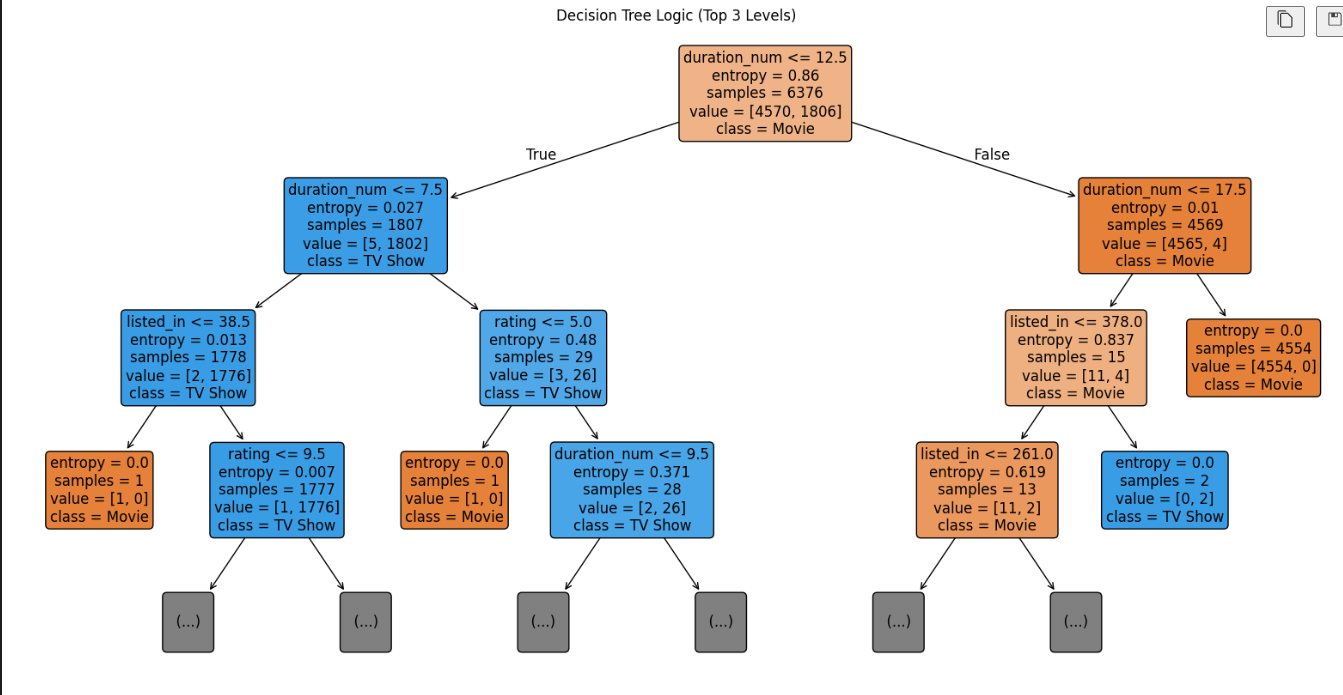 Decision Tree Logic (Top 3 Levels)
duration_num <= 12.5
entropy = 0.86
samples = 6376
value = [4570, 1806]
class = Movie
True
False
duration_num <= 7.5
entropy = 0.027
samples = 1807
value = [5, 1802]
class = TV Show
duration_num <= 17.5
entropy = 0.01
samples = 4569
value = [4565, 4]
class = Movie
listed_in <= 38.5
entropy = 0.013
samples = 1778
value = [2, 1776]
class = TV Show
rating <= 5.0
entropy = 0.48
samples = 29
value = [3, 26]
class = TV Show
listed_in <= 378.0
entropy = 0.837
samples = 15
value = [11, 4]
class = Movie
entropy = 0.0
samples = 4554
value = [4554, 0]
class = Movie
entropy = 0.0
samples = 1
value = [1, 0]
class = Movie
rating <= 9.5
entropy = 0.007
samples = 1777
value = [1, 1776]
class = TV Show
entropy = 0.0
samples = 1
value = [1, 0]
class = Movie
duration_num <= 9.5
entropy = 0.371
samples = 28
value = [2, 26]
class = TV Show
listed_in <= 261.0
entropy = 0.619
samples = 13
value = [11, 2]
class = Movie
entropy = 0.0
samples = 2
value = [0, 2]
class = TV Show
(...)
(...)
(...)
(...)
(...)
(...)